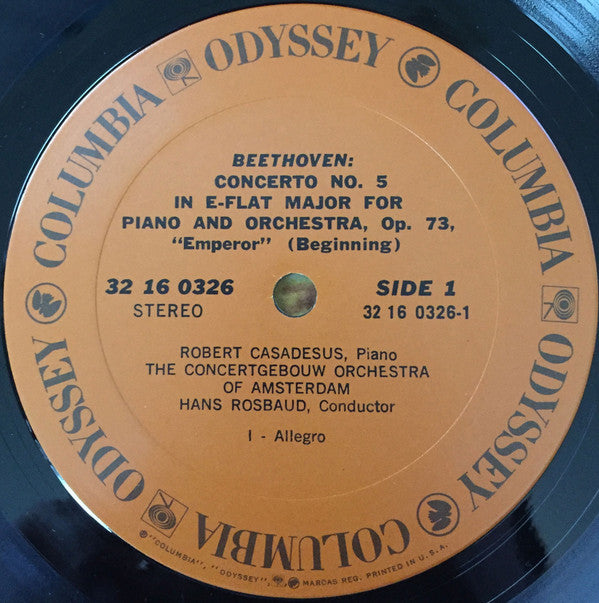 COLUMBIA ODYSSEY COLUMBIA ODYSSEY COLUMBIA ODYSSEY
BEETHOVEN:
CONCERTO NO. 5
IN E-FLAT MAJOR FOR
PIANO AND ORCHESTRA, Op. 73,
"Emperor" (Beginning)
32 16 0326 SIDE 1
STEREO 32 16 0326-1
ROBERT CASADESUS, Piano
THE CONCERTGEBOUW ORCHESTRA
OF AMSTERDAM
HANS ROSBAUD, Conductor
I - Allegro
®"COLUMBIA", "ODYSSEY", MARCAS REG. PRINTED IN U.S.A.